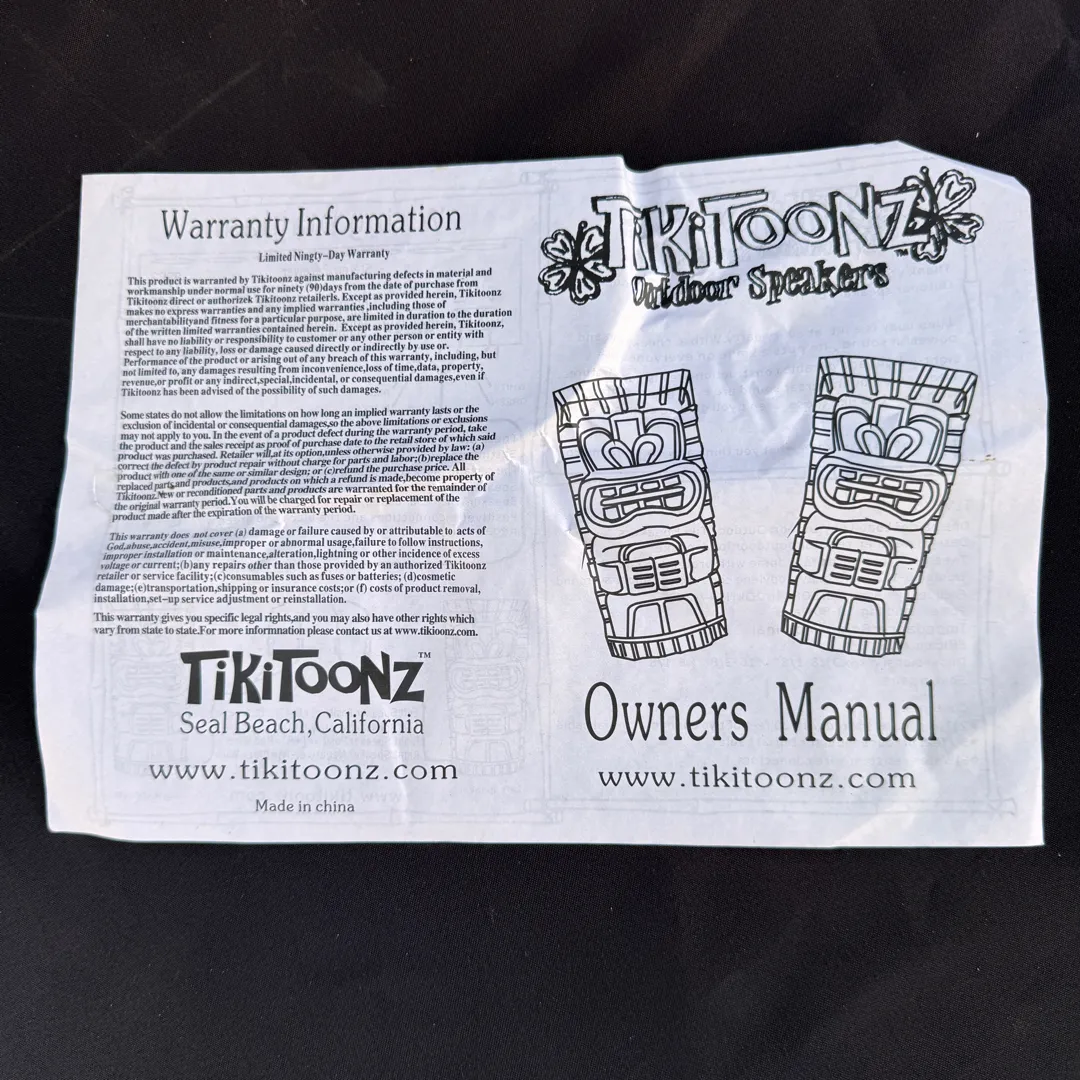 Warranty Information
Limited Ningty-Day Warranty
This product is warranted by Tikitoonz against manufacturing defects in material and
workmanship under normal use for ninety (90)days from the date of purchase from
Tikitoonz direct or authorizek Tikitoonz retailerls. Except as provided herein, Tikitoonz
makes no express warranties and any implied warranties ,including those of
merchantabilityand fitness for a particular purpose, are limited in duration to the duration
of the written limited warranties contained herein. Except as provided herein, Tikitoonz,
shall have no liability or responsibility to customer or any other person or entity with
respect to any liability, loss or damage caused directly or indirectly by use or.
Performance of the product or arising out of any breach of this warranty, including, but
not limited to, any damages resulting from inconvenience,loss of time,data, property,
revenue,or profit or any indirect,special,incidental, or consequential damages,even if
Tikitoonz has been advised of the possibility of such damages.
Some states do not allow the limitations on how long an implied warranty lasts or the
exclusion of incidental or consequential damages,so the above limitations or exclusions
may not apply to you. In the event of a product defect during the warranty period, take
the product and the sales receipt as proof of purchase date to the retail store of which said
product was purchased. Retailer will,at its option,unless otherwise provided by law: (a)
correct the defect by product repair without charge for parts and labor;(b)replace the
product with one of the same or similar design; or (c)refund the purchase price. All
replaced parts,and products,and products on which a refund is made,become property of
Tikitoonz.New or reconditioned parts and products are warranted for the remainder of
the original warranty period.You will be charged for repair or replacement of the
product made after the expiration of the warranty period.
This warranty does not cover (a) damage or failure caused by or attributable to acts of
God,abuse,accident,misuse,improper or abnormal usage,failure to follow instructions,
improper installation or maintenance,alteration,lightning or other incidence of excess
voltage or current;(b)any repairs other than those provided by an authorized Tikitoonz
retailer or service facility;(c)consumables such as fuses or batteries; (d)cosmetic
damage;(e)transportation,shipping or insurance costs;or (f) costs of product removal,
installation,set-up service adjustment or reinstallation.
This warranty gives you specific legal rights,and you may also have other rights which
vary from state to state.For more informnation please contact us at www.tikioonz.com.
TIKITOONZ™
Seal Beach,California
www.tikitoonz.com
Made in china
TIKITOONZ™
Outdoor Speakers
Owners Manual
www.tikitoonz.com